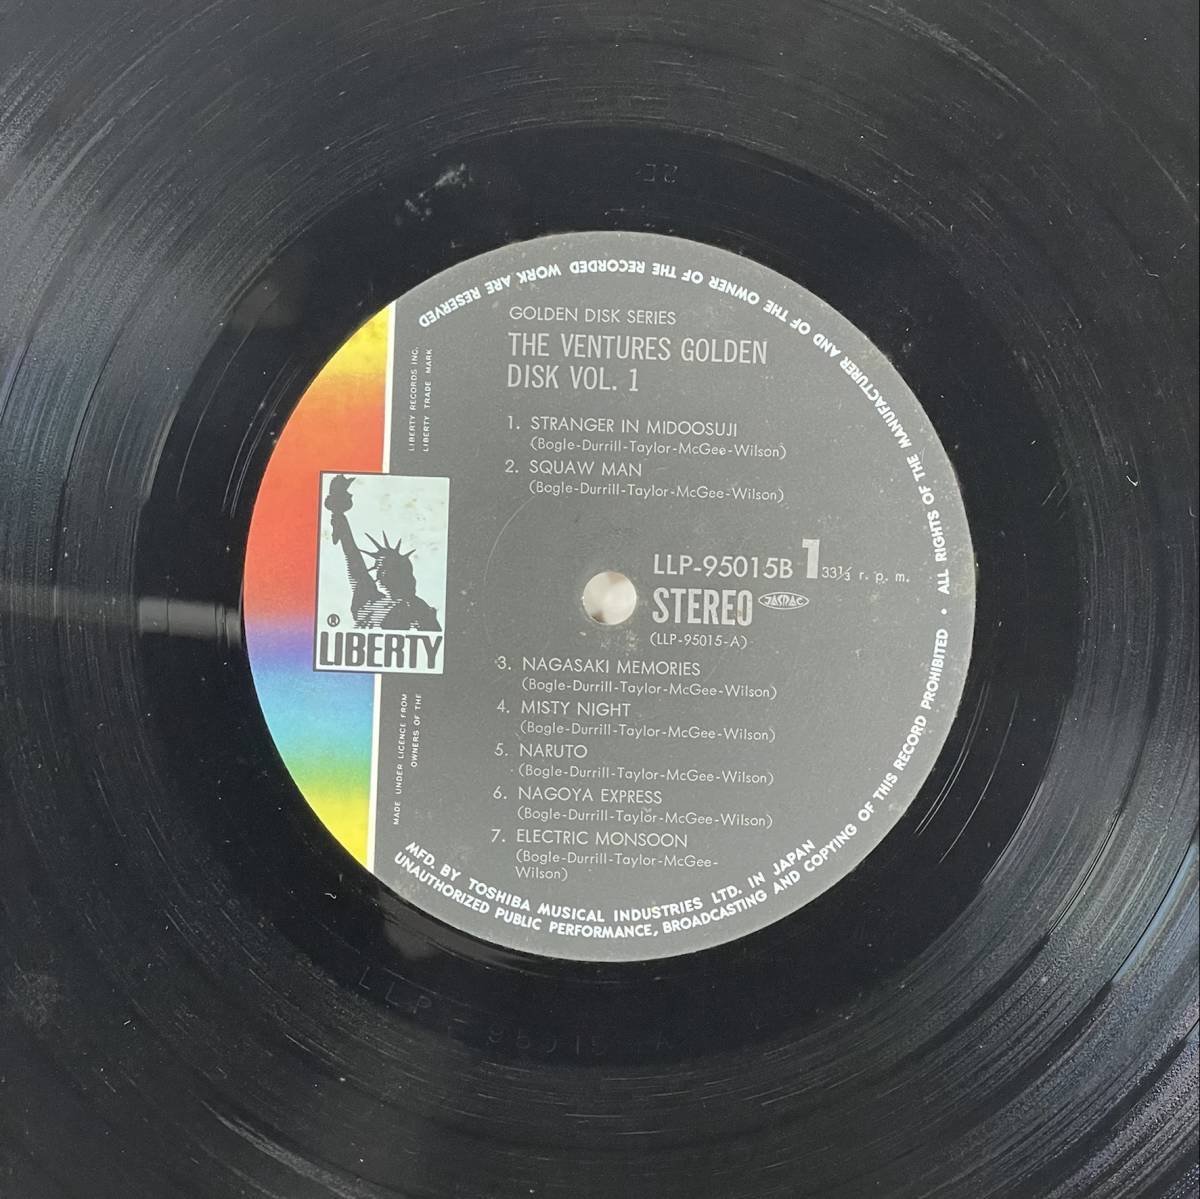 GOLDEN DISK SERIES
THE VENTURES GOLDEN
DISK VOL. 1
1. STRANGER IN MIDOOSUJI
(Bogle-Durrill-Taylor-McGee-Wilson)
2. SQUAW MAN
(Bogle-Durrill-Taylor-McGee-Wilson)
LLP-95015B 1 33⅓ r. p. m.
STEREO JASRAC
(LLP-95015-A)
3. NAGASAKI MEMORIES
(Bogle-Durrill-Taylor-McGee-Wilson)
4. MISTY NIGHT
(Bogle-Durrill-Taylor-McGee-Wilson)
5. NARUTO
(Bogle-Durrill-Taylor-McGee-Wilson)
6. NAGOYA EXPRESS
(Bogle-Durrill-Taylor-McGee-Wilson)
7. ELECTRIC MONSOON
(Bogle-Durrill-Taylor-McGee-
Wilson)
LIBERTY RECORDS INC.
LIBERTY TRADE MARK
® LIBERTY
MADE UNDER LICENCE FROM
OWNERS OF THE
MFD. BY TOSHIBA MUSICAL INDUSTRIES LTD. IN JAPAN
UNAUTHORIZED PUBLIC PERFORMANCE, BROADCASTING AND COPYING OF THIS RECORD PROHIBITED • ALL RIGHTS OF THE MANUFACTURER AND OF THE OWNER OF THE RECORDED WORK ARE RESERVED
LLP-95015-A